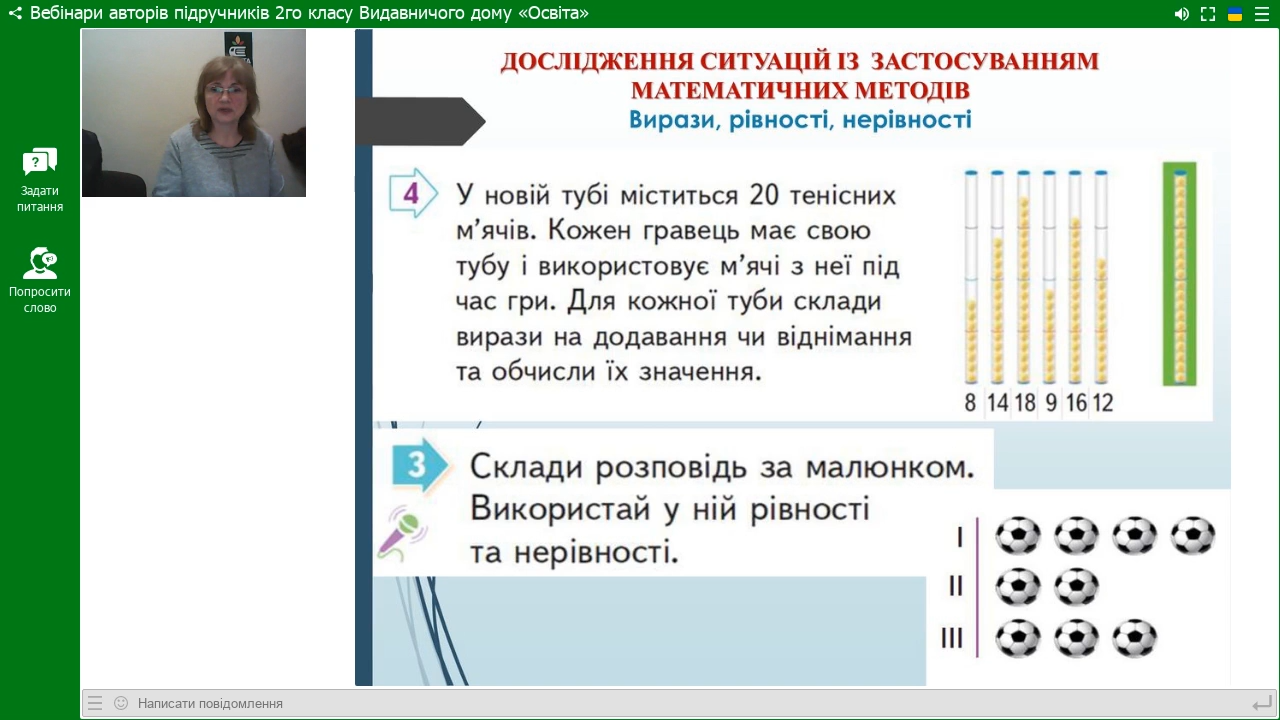 Вебінари авторів підручників 2го класу Видавничого дому «Освіта»
Задати
питання
Попросити
слово
ДОСЛІДЖЕННЯ СИТУАЦІЙ ІЗ ЗАСТОСУВАННЯМ
МАТЕМАТИЧНИХ МЕТОДІВ
Вирази, рівності, нерівності
4
У новій тубі міститься 20 тенісних
м’ячів. Кожен гравець має свою
тубу і використовує м’ячі з неї під
час гри. Для кожної туби склади
вирази на додавання чи віднімання
та обчисли їх значення.
8 14 18 9 16 12
3
Склади розповідь за малюнком.
Використай у ній рівності
та нерівності.
I
II
III
Написати повідомлення